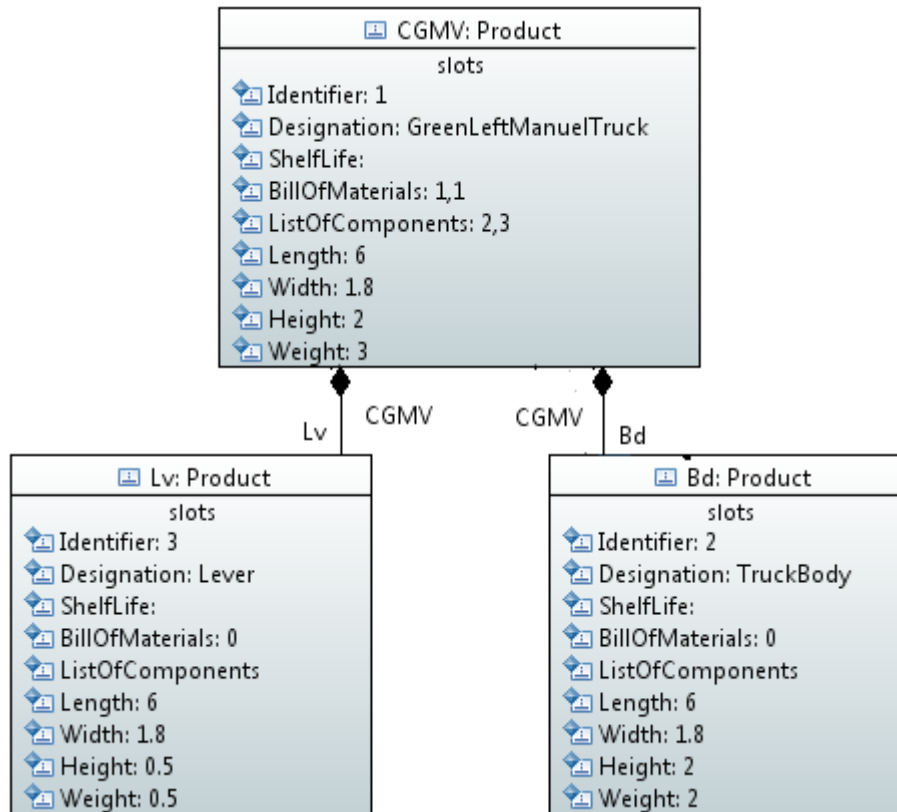 CGMV: Product
slots
Identifier: 1
Designation: GreenLeftManuelTruck
ShelfLife:
BillOfMaterials: 1,1
ListOfComponents: 2,3
Length: 6
Width: 1.8
Height: 2
Weight: 3
CGMV
Lv
CGMV
Bd
Lv: Product
slots
Identifier: 3
Designation: Lever
ShelfLife:
BillOfMaterials: 0
ListOfComponents
Length: 6
Width: 1.8
Height: 0.5
Weight: 0.5
Bd: Product
slots
Identifier: 2
Designation: TruckBody
ShelfLife:
BillOfMaterials: 0
ListOfComponents
Length: 6
Width: 1.8
Height: 2
Weight: 2